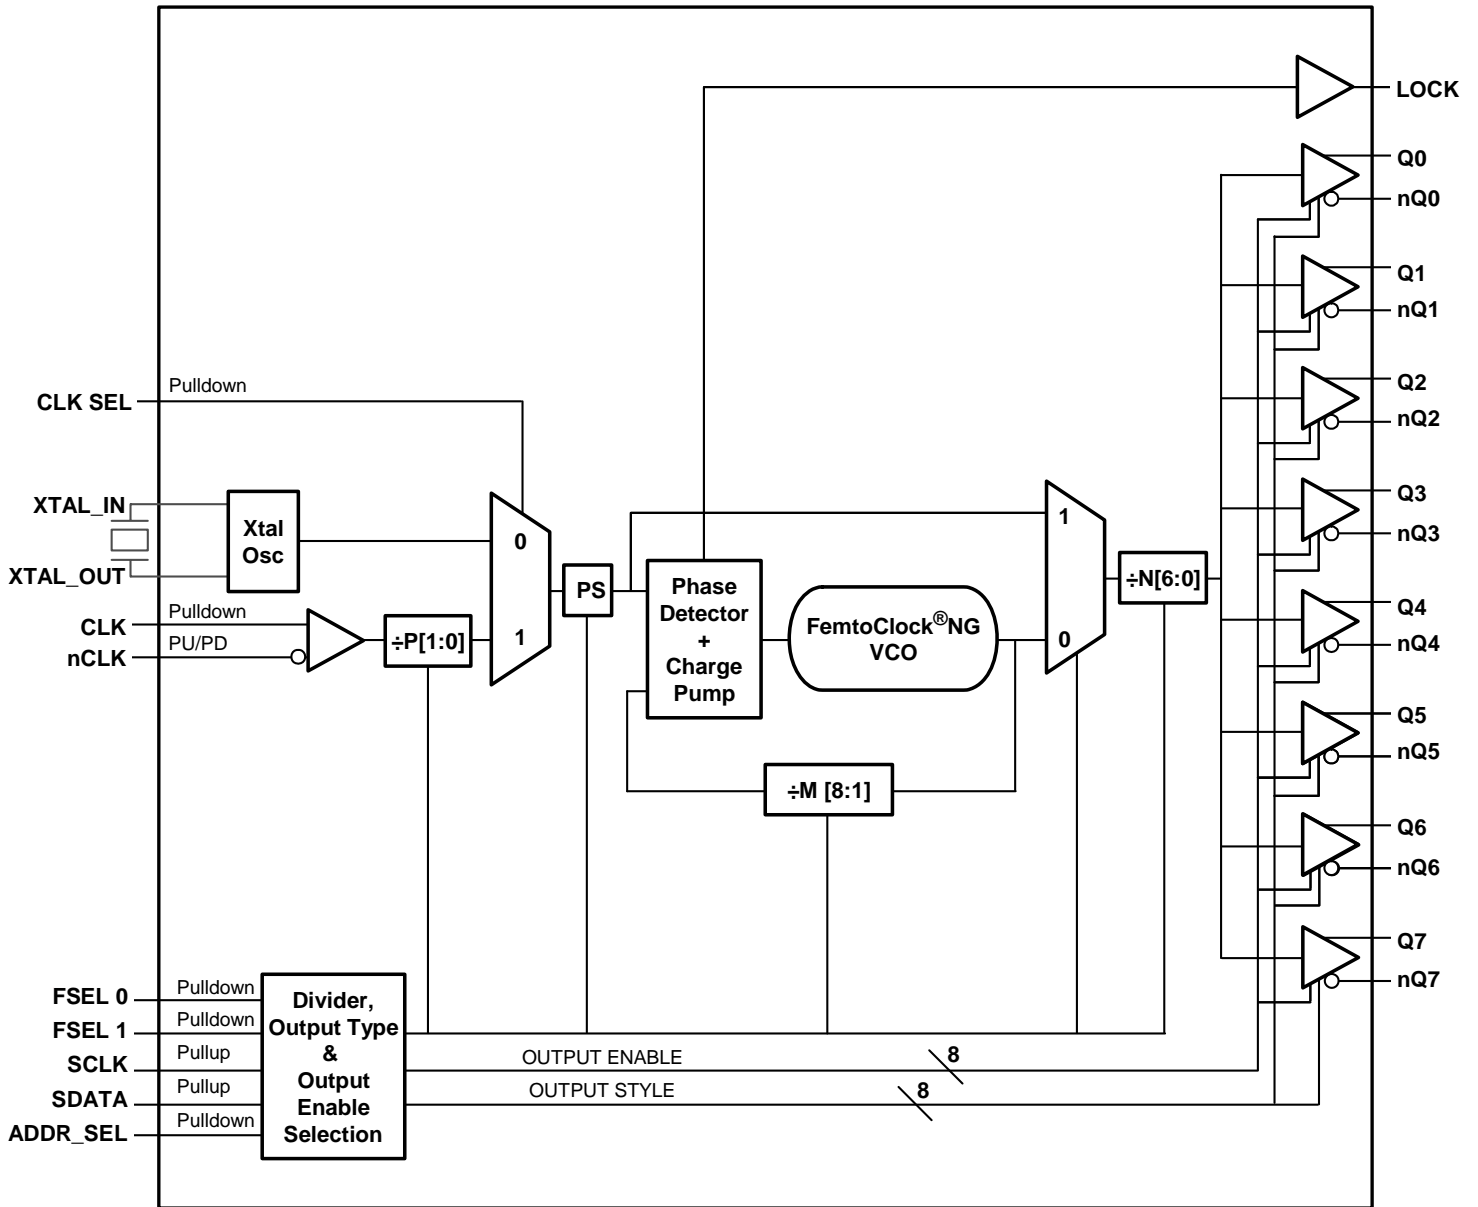 LOCK
Q0
nQ0
Q1
nQ1
Pulldown
CLK SEL
Q2
nQ2
XTAL_IN
XTAL_OUT
Xtal
Osc
0
1
PS
Phase
Detector
+
Charge
Pump
FemtoClock®NG
VCO
1
0
÷N[6:0]
Q3
nQ3
CLK
Pulldown
nCLK
PU/PD
÷P[1:0]
Q4
nQ4
÷M [8:1]
Q5
nQ5
Q6
nQ6
Q7
nQ7
FSEL 0
Pulldown
FSEL 1
Pulldown
SCLK
Pullup
SDATA
Pullup
ADDR_SEL
Pulldown
Divider,
Output Type
&
Output
Enable
Selection
OUTPUT ENABLE
8
OUTPUT STYLE
8